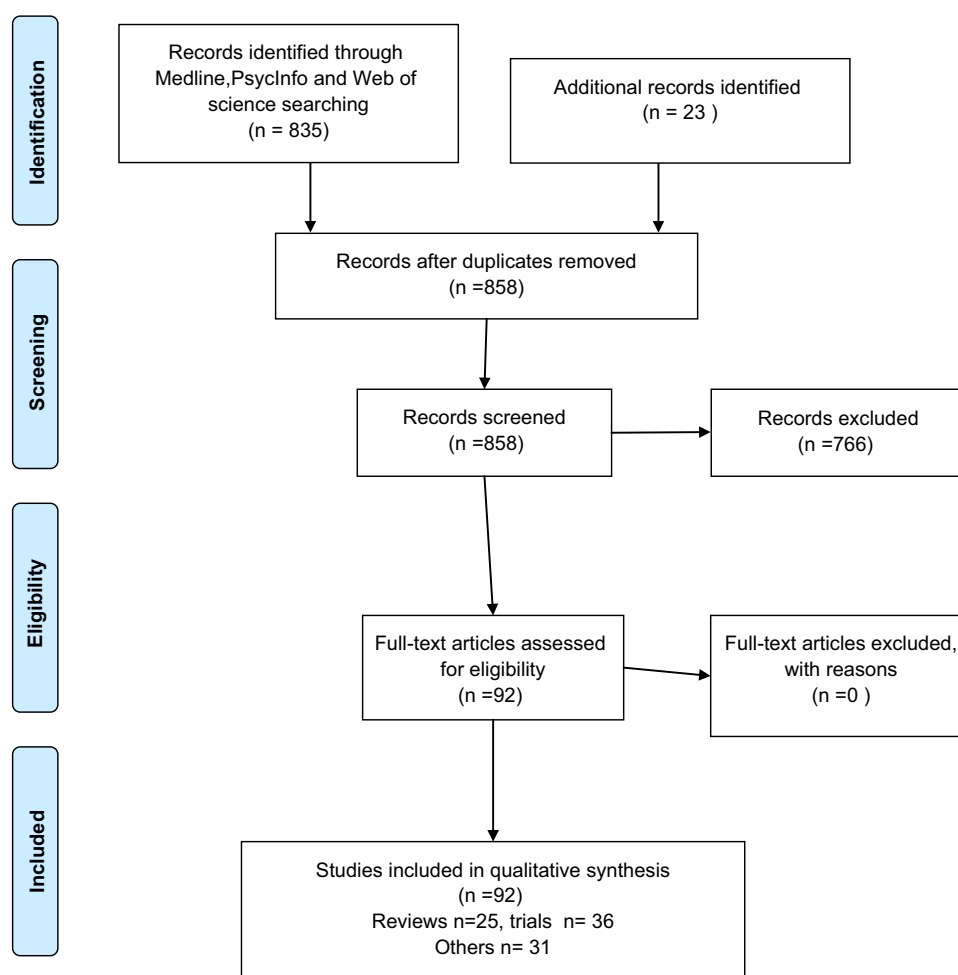 Identification
Records identified through
Medline,PsycInfo and Web of
science searching
(n = 835)
Additional records identified
(n = 23 )
Records after duplicates removed
(n =858)
Screening
Records screened
(n =858)
Records excluded
(n =766)
Eligibility
Full-text articles assessed
for eligibility
(n =92)
Full-text articles excluded,
with reasons
(n =0 )
Included
Studies included in qualitative synthesis
(n =92)
Reviews n=25, trials n= 36
Others n= 31